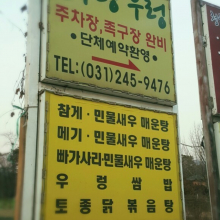 우렁
주차장,족구장 완비
·단체예약환영·
TEL:(031)245-9476
참게·민물새우 매운탕
메기·민물새우 매운탕
빠가사리·민물새우 매운탕
우렁쌈밥
토종닭볶음탕